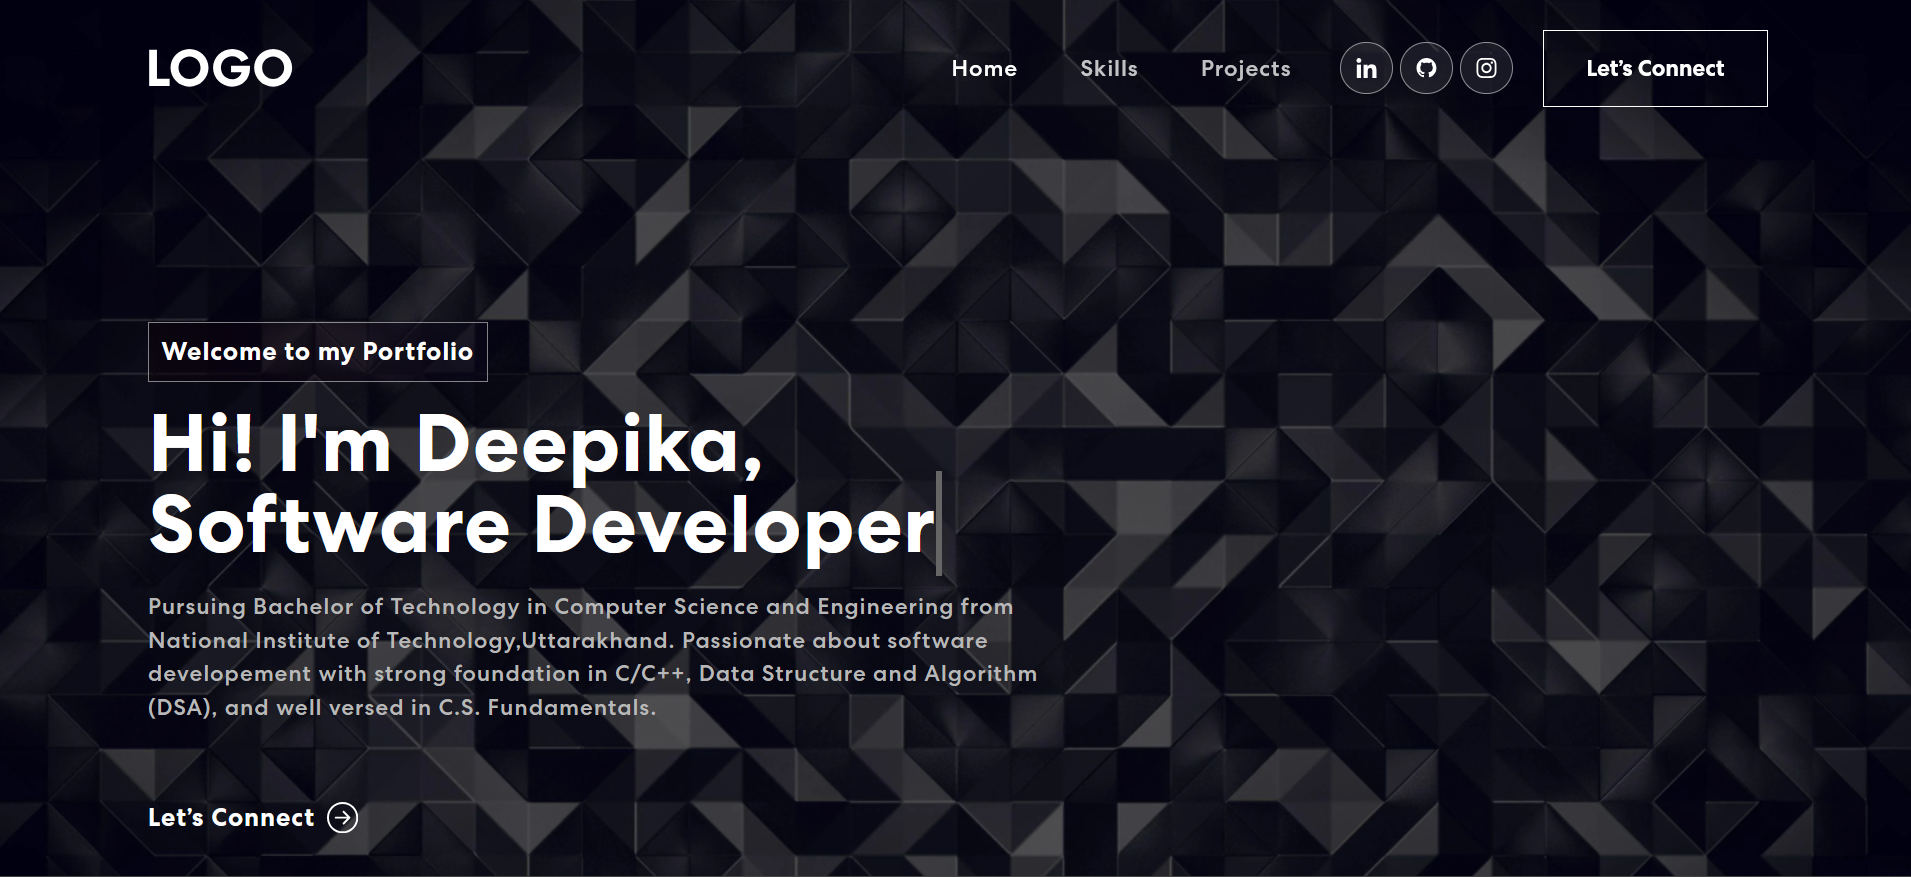 LOGO
Home Skills Projects in Let’s Connect
Welcome to my Portfolio
Hi! I'm Deepika,
Software Developer
Pursuing Bachelor of Technology in Computer Science and Engineering from
National Institute of Technology,Uttarakhand. Passionate about software
developement with strong foundation in C/C++, Data Structure and Algorithm
(DSA), and well versed in C.S. Fundamentals.
Let’s Connect